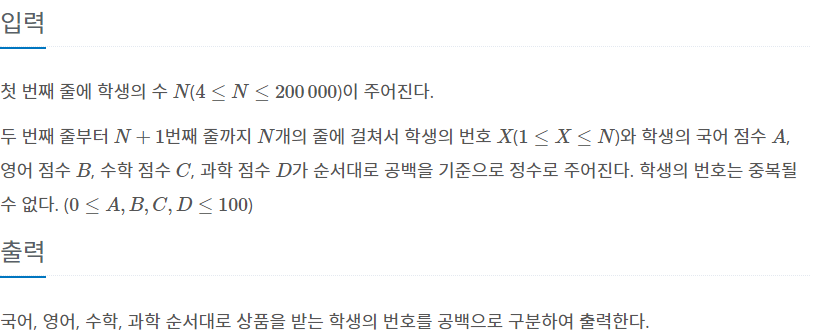 입력
첫 번째 줄에 학생의 수 N(4 ≤ N ≤ 200 000)이 주어진다.
두 번째 줄부터 N + 1번째 줄까지 N개의 줄에 걸쳐서 학생의 번호 X(1 ≤ X ≤ N)와 학생의 국어 점수 A,
영어 점수 B, 수학 점수 C, 과학 점수 D가 순서대로 공백을 기준으로 정수로 주어진다. 학생의 번호는 중복될
수 없다. (0 ≤ A, B, C, D ≤ 100)
출력
국어, 영어, 수학, 과학 순서대로 상품을 받는 학생의 번호를 공백으로 구분하여 출력한다.